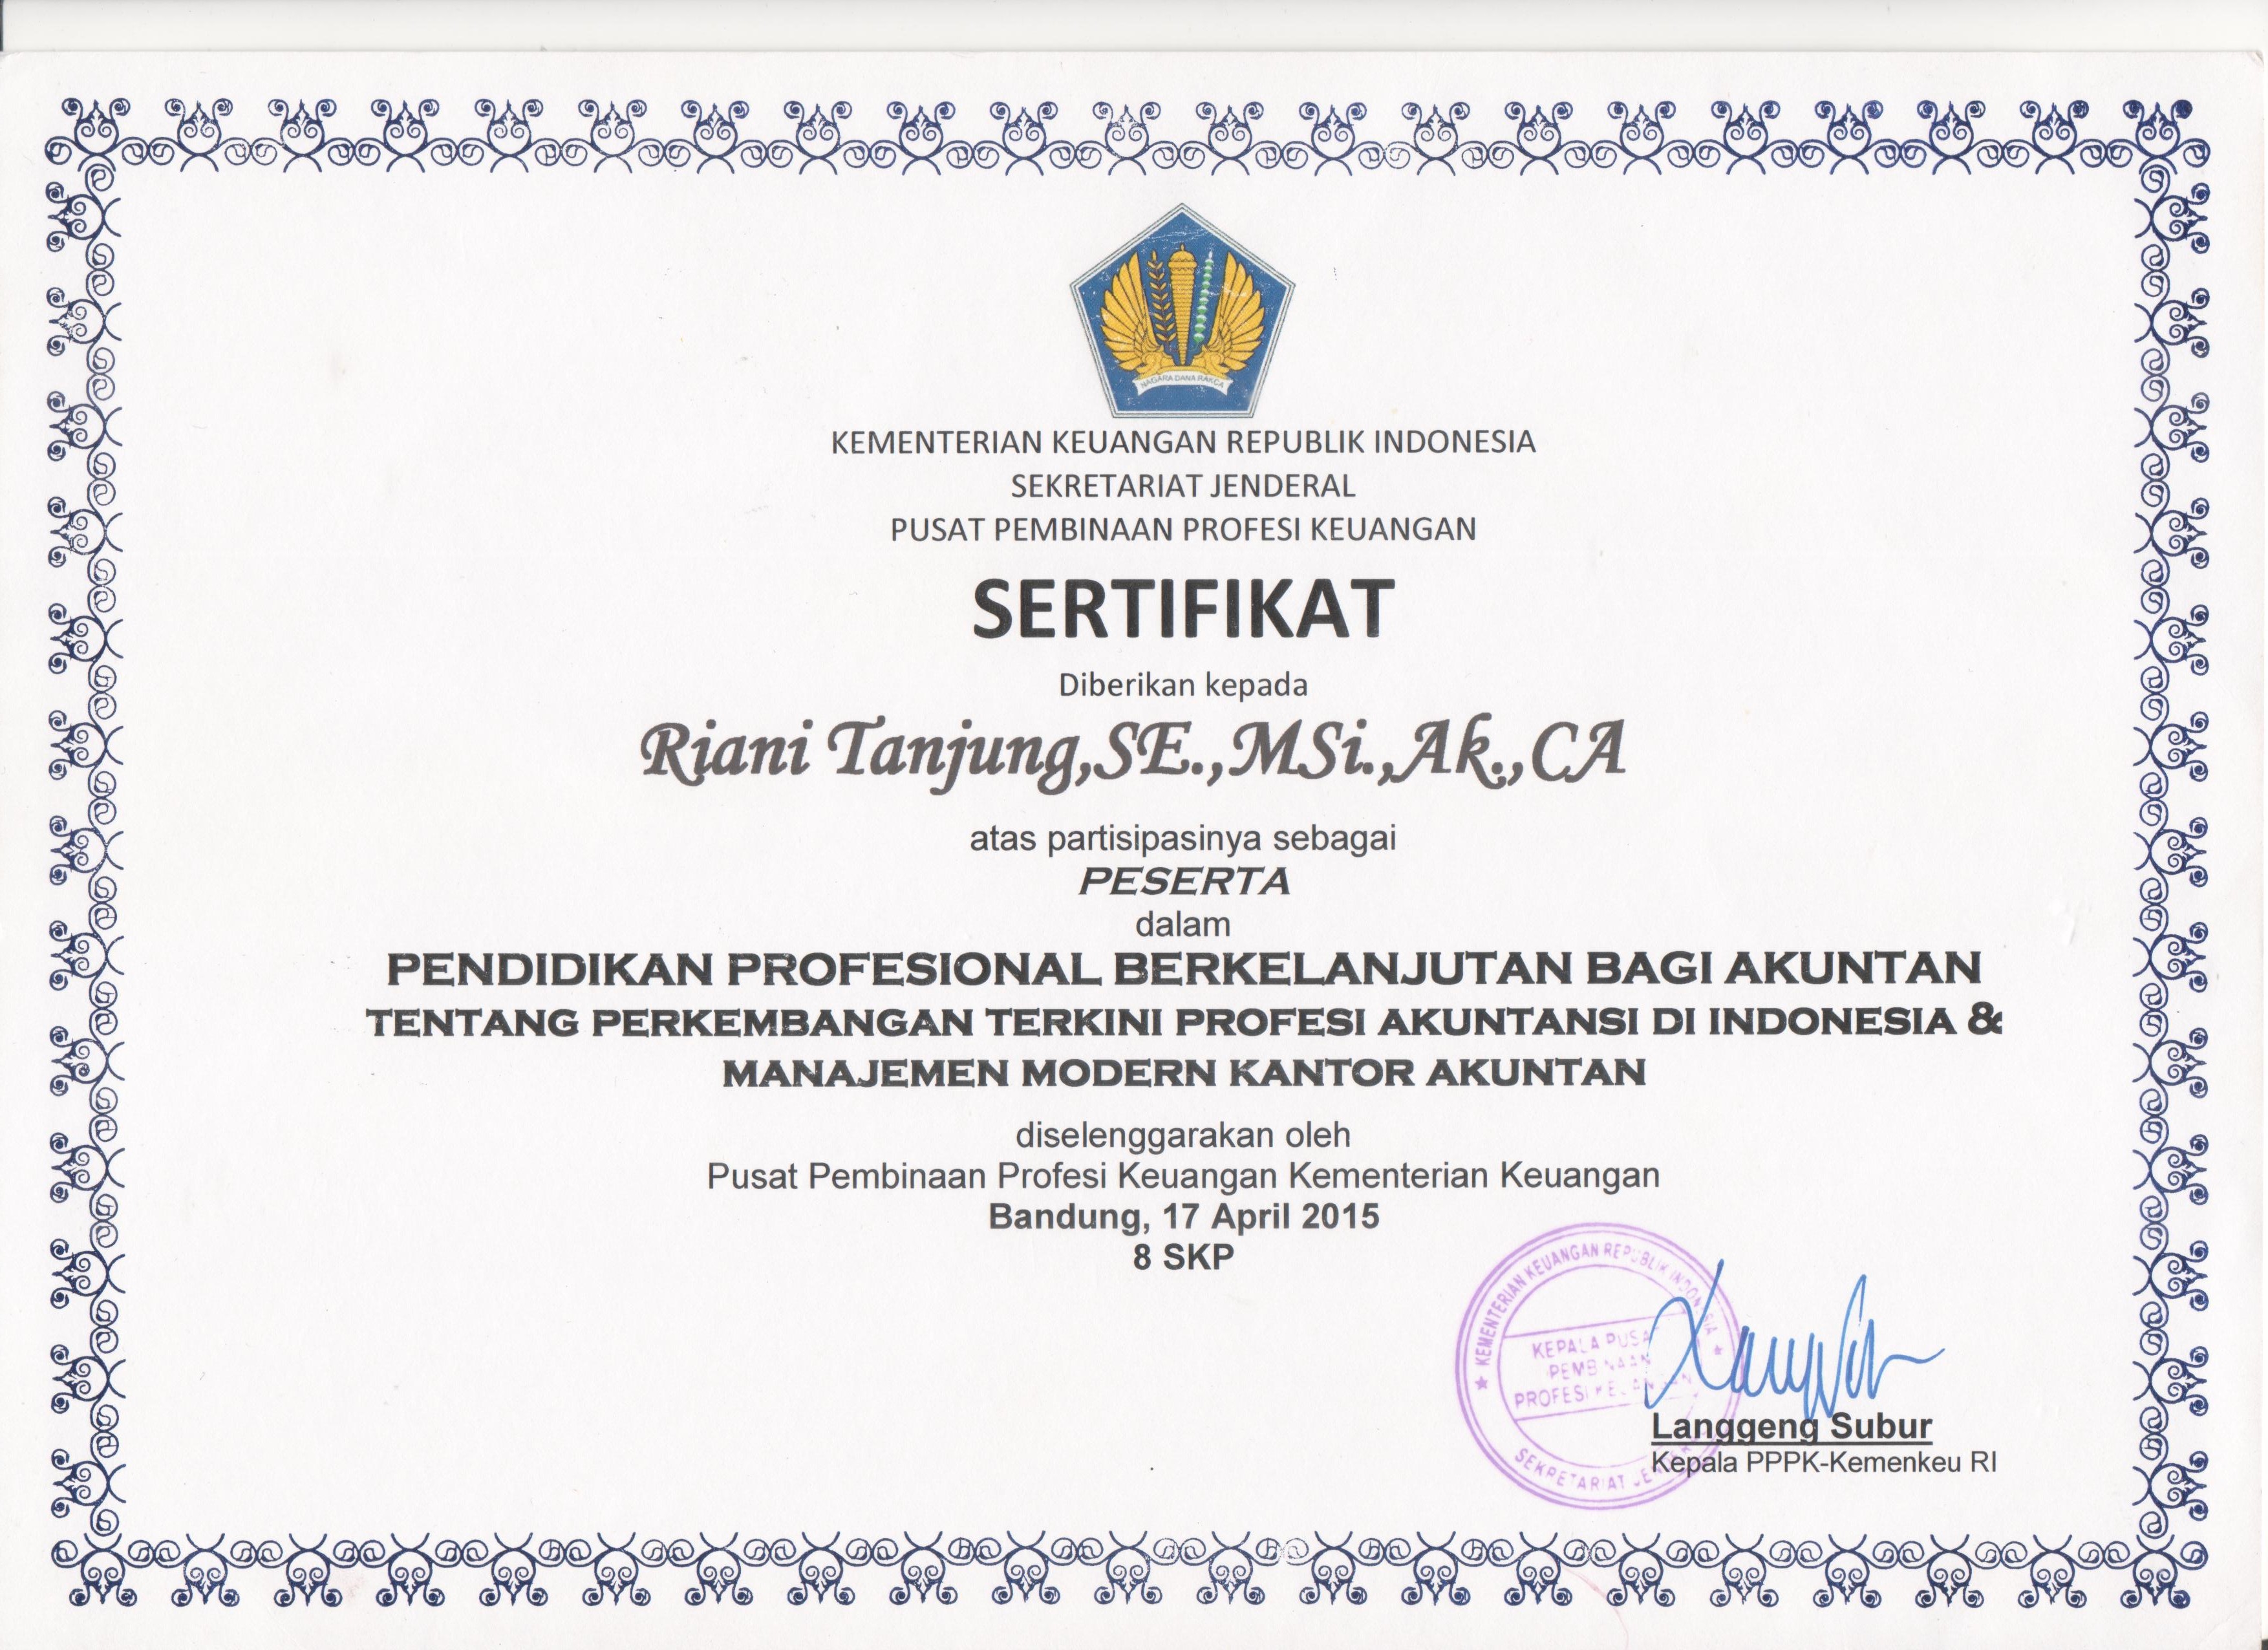 NAGARA DANA RAKCA
KEMENTERIAN KEUANGAN REPUBLIK INDONESIA
SEKRETARIAT JENDERAL
PUSAT PEMBINAAN PROFESI KEUANGAN
SERTIFIKAT
Diberikan kepada
Riani Tanjung,SE.,MSi.,Ak.,CA
atas partisipasinya sebagai
PESERTA
dalam
PENDIDIKAN PROFESIONAL BERKELANJUTAN BAGI AKUNTAN
TENTANG PERKEMBANGAN TERKINI PROFESI AKUNTANSI DI INDONESIA &
MANAJEMEN MODERN KANTOR AKUNTAN
diselenggarakan oleh
Pusat Pembinaan Profesi Keuangan Kementerian Keuangan
Bandung, 17 April 2015
8 SKP
KEMENTERIAN KEUANGAN REPUBLIK INDONESIA
KEPALA PUSAT
PEMBINAAN
PROFESI KEUANGAN
SEKRETARIAT JENDERAL
Langgeng Subur
Kepala PPPK-Kemenkeu RI